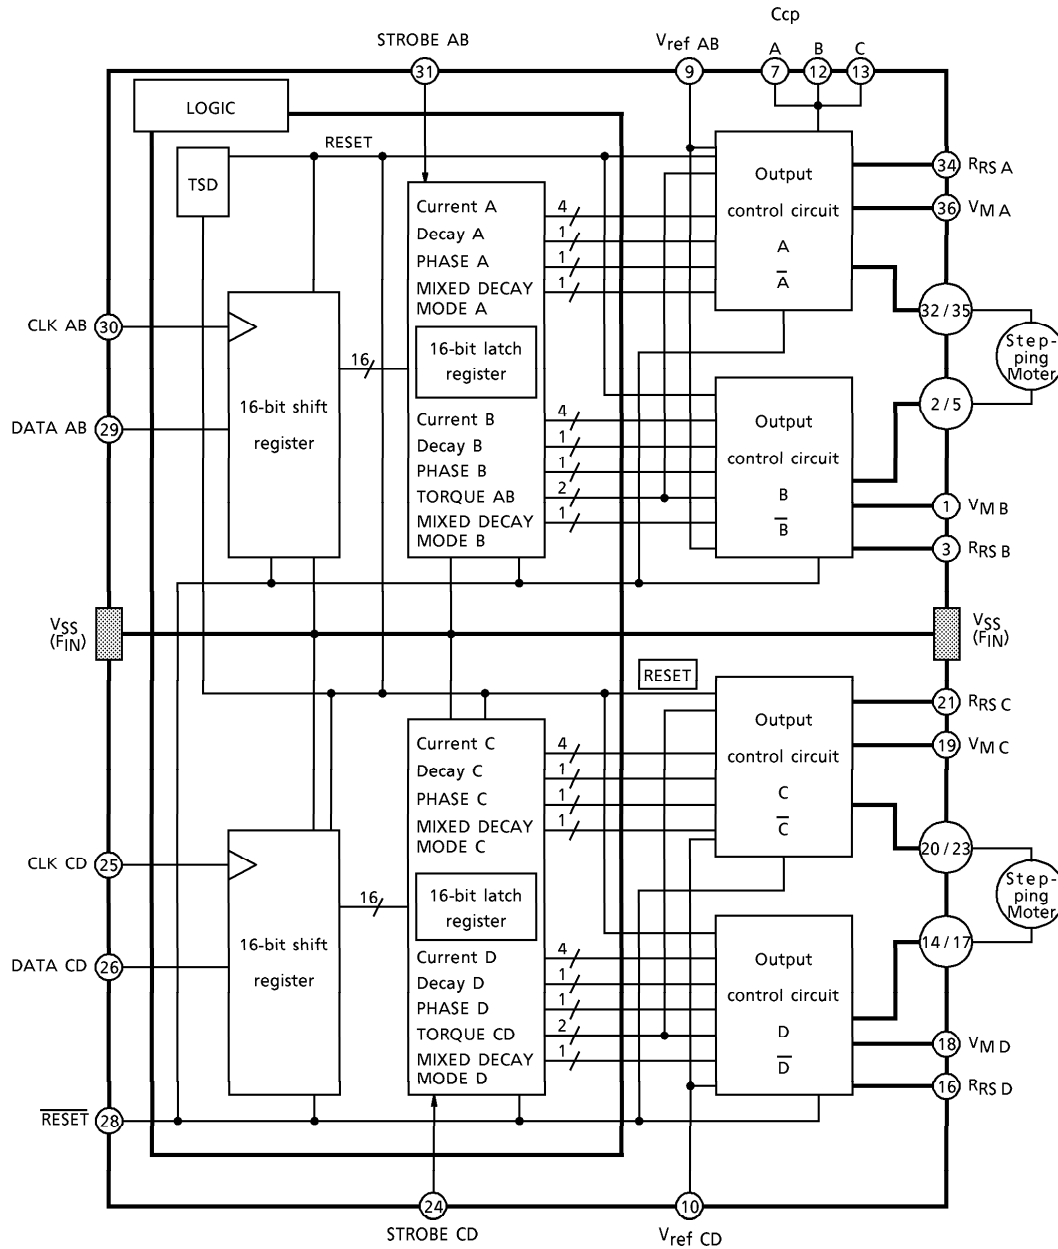 Ccp
STROBE AB
Vref AB
A
B
C
31
9
7
12
13
LOGIC
RESET
TSD
Output
control circuit
A
A̅
34
RRS A
36
VM A
Current A
4
Decay A
1
PHASE A
1
MIXED DECAY
MODE A
1
CLK AB
30
32 / 35
16-bit latch
register
16
Step-
ping
Moter
DATA AB
29
16-bit shift
register
2 / 5
Current B
4
Decay B
1
PHASE B
1
TORQUE AB
2
MIXED DECAY
MODE B
1
Output
control circuit
B
B̅
1
VM B
3
RRS B
VSS
(FIN)
VSS
(FIN)
RESET
Output
control circuit
C
C̅
21
RRS C
19
VM C
Current C
4
Decay C
1
PHASE C
1
MIXED DECAY
MODE C
1
CLK CD
25
20 / 23
16-bit latch
register
16
Step-
ping
Moter
DATA CD
26
16-bit shift
register
14 / 17
Current D
4
Decay D
1
PHASE D
1
TORQUE CD
2
MIXED DECAY
MODE D
1
Output
control circuit
D
D̅
18
VM D
16
RRS D
R̅E̅S̅E̅T̅
28
24
10
STROBE CD
Vref CD